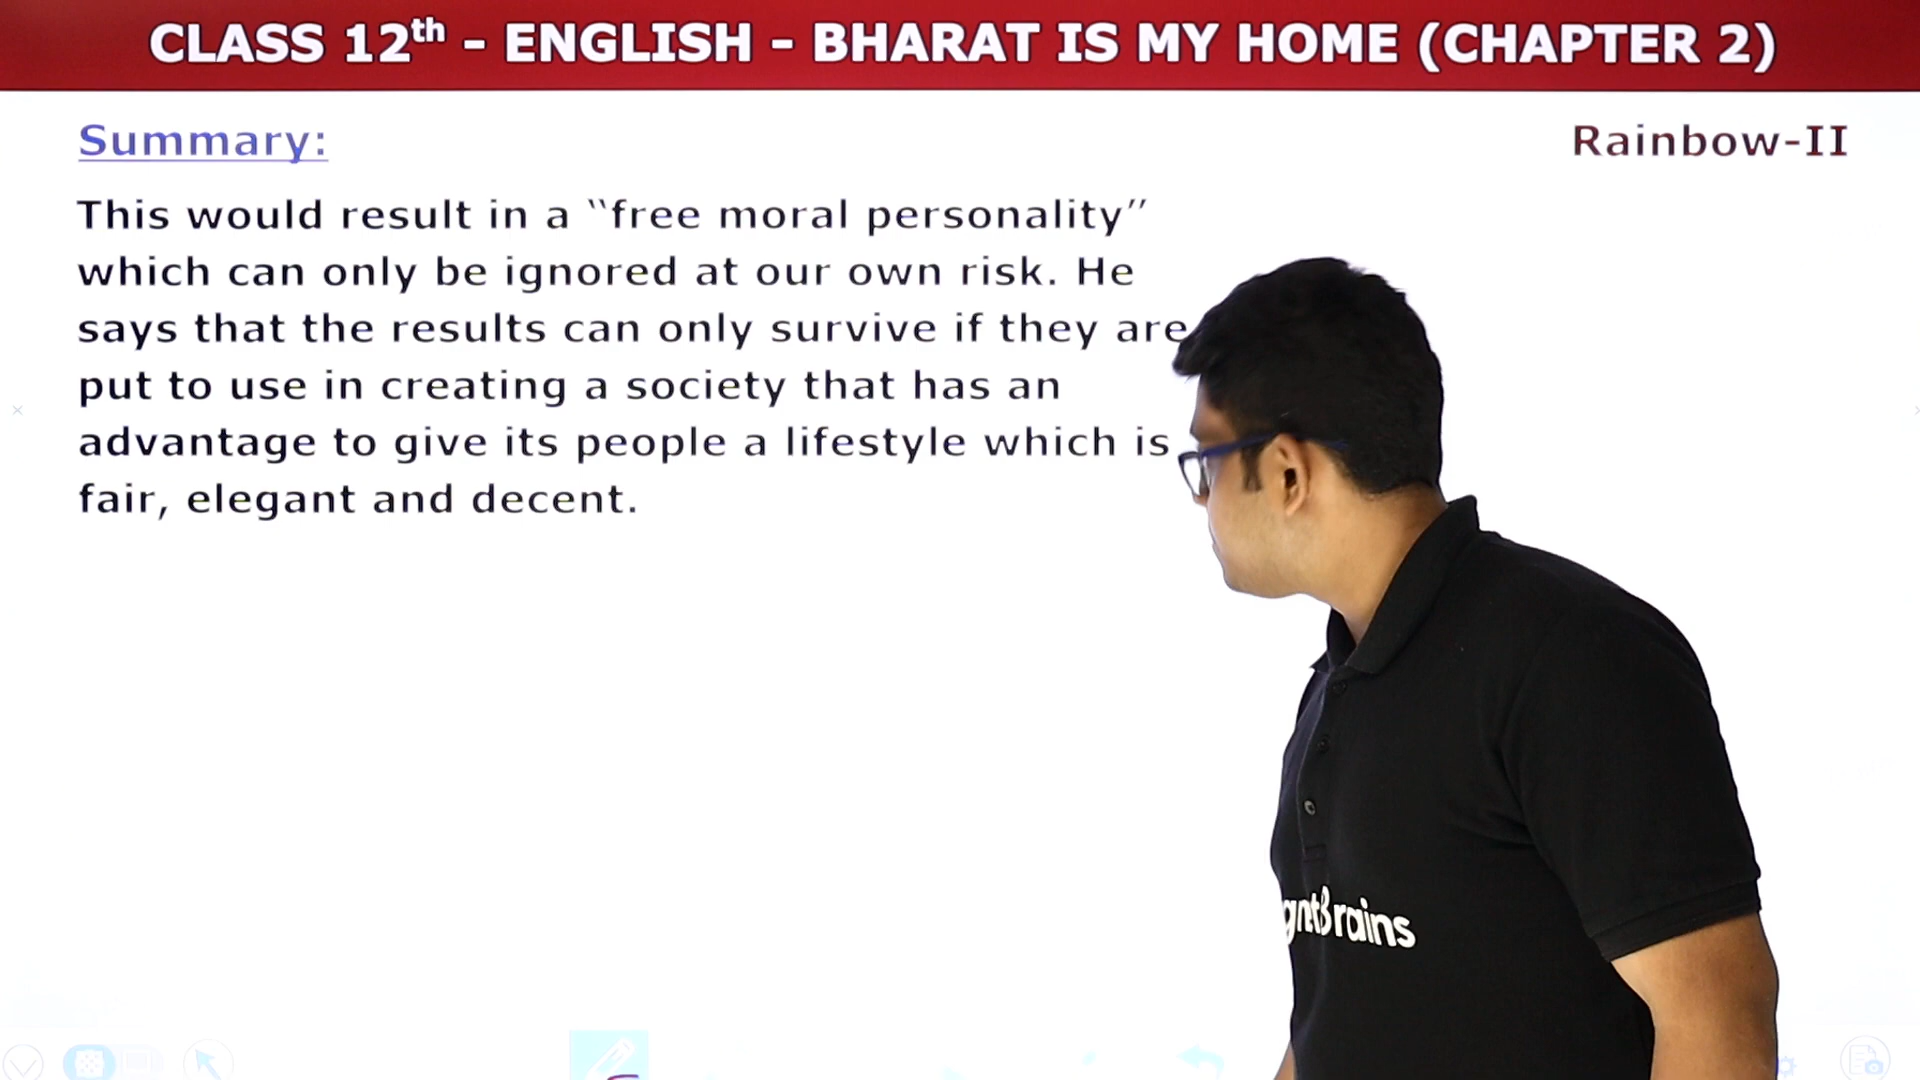 CLASS 12th - ENGLISH - BHARAT IS MY HOME (CHAPTER 2)
Summary:
Rainbow-II
This would result in a “free moral personality”
which can only be ignored at our own risk. He
says that the results can only survive if they are
put to use in creating a society that has an
advantage to give its people a lifestyle which is
fair, elegant and decent.
gnetBrains